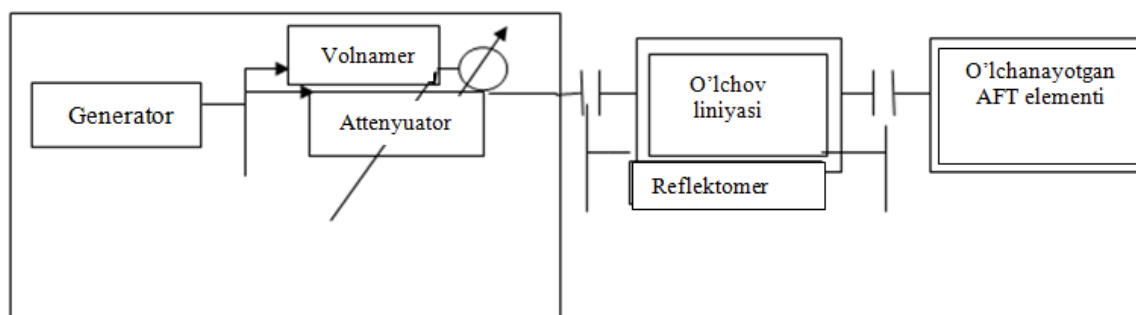 Volnamer
Generator
Attenyuator
O’lchov
liniyasi
Reflektomer
O’lchanayotgan
AFT elementi